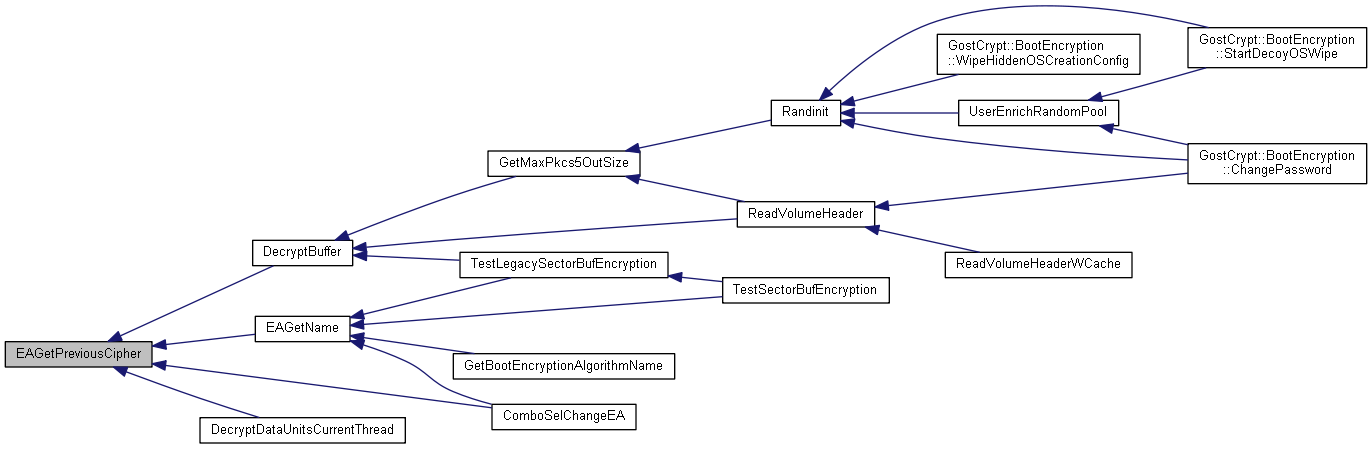 GostCrypt::BootEncryption
::StartDecoyOSWipe
GostCrypt::BootEncryption
::WipeHiddenOSCreationConfig
Randinit
UserEnrichRandomPool
GetMaxPkcs5OutSize
GostCrypt::BootEncryption
::ChangePassword
ReadVolumeHeader
DecryptBuffer
TestLegacySectorBufEncryption
ReadVolumeHeaderWCache
TestSectorBufEncryption
EAGetName
EAGetPreviousCipher
GetBootEncryptionAlgorithmName
ComboSelChangeEA
DecryptDataUnitsCurrentThread